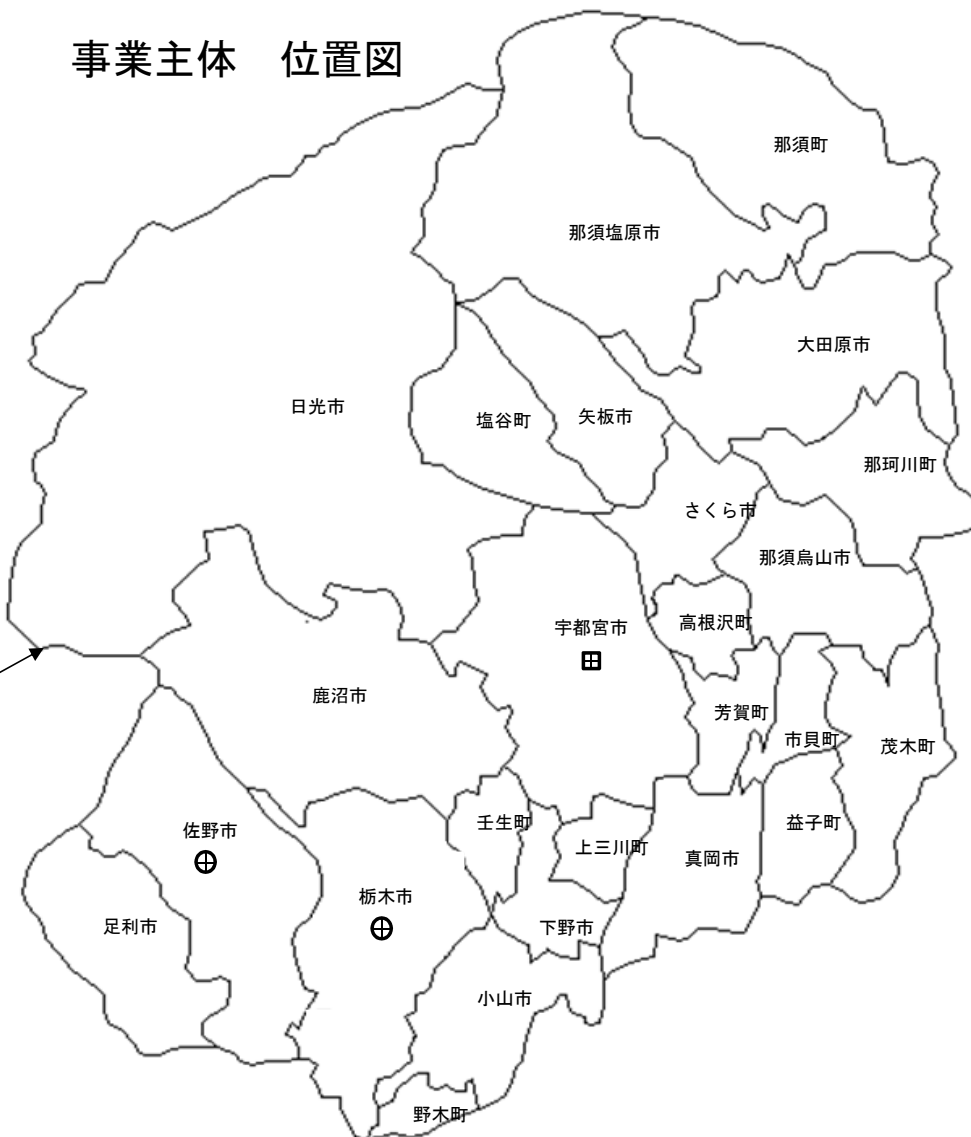 事業主体　位置図
那須町
那須塩原市
大田原市
日光市
塩谷町
矢板市
那珂川町
さくら市
那須烏山市
高根沢町
宇都宮市
鹿沼市
芳賀町
市貝町
茂木町
佐野市
壬生町
上三川町
益子町
真岡市
栃木市
足利市
下野市
小山市
野木町